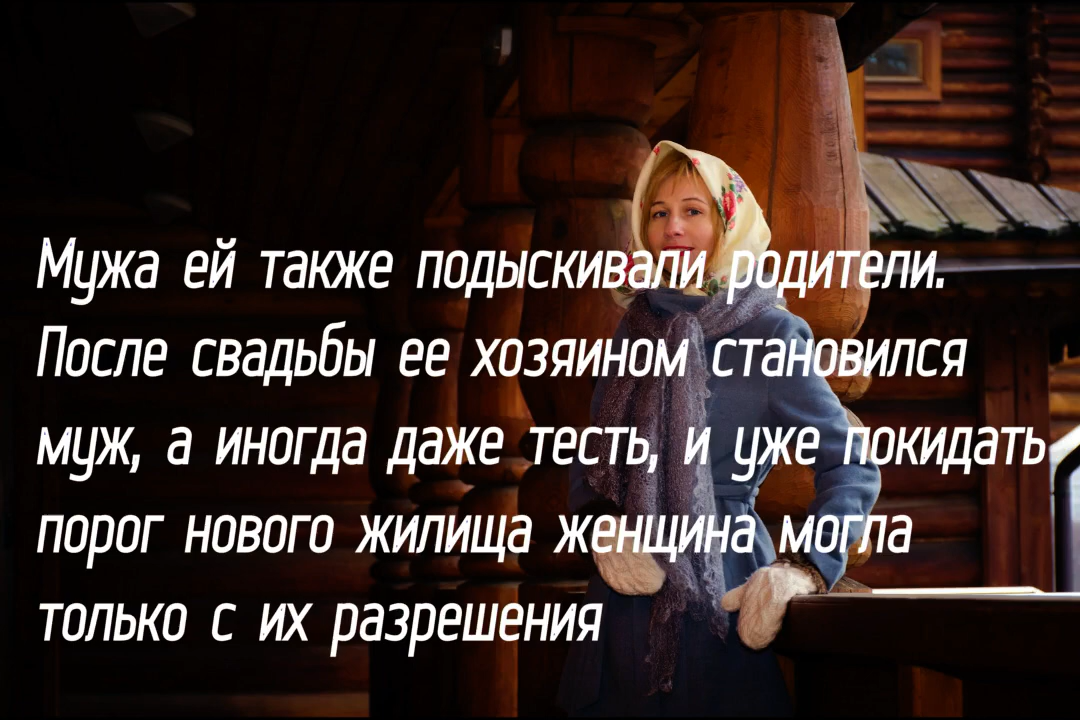 Мужа ей также подыскивали родители.
После свадьбы ее хозяином становился
муж, а иногда даже тесть, и уже покидать
порог нового жилища женщина могла
только с их разрешения